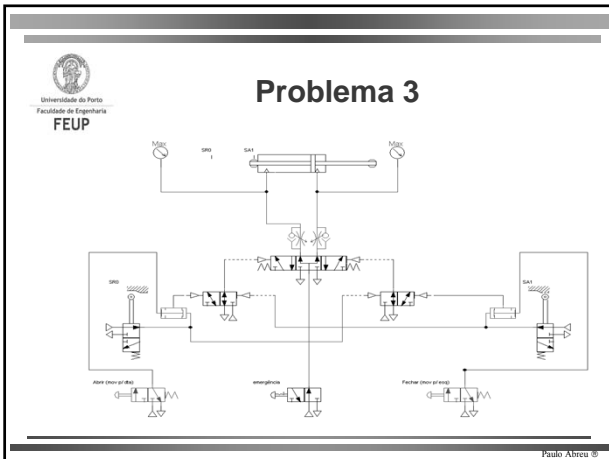 Universidade do Porto
Faculdade de Engenharia
FEUP
Problema 3
Max
SR0
SA1
Max
SR0
SA1
Abrir (mov p/ dta)
emergência
Fechar (mov p/ esq)
Paulo Abreu ®